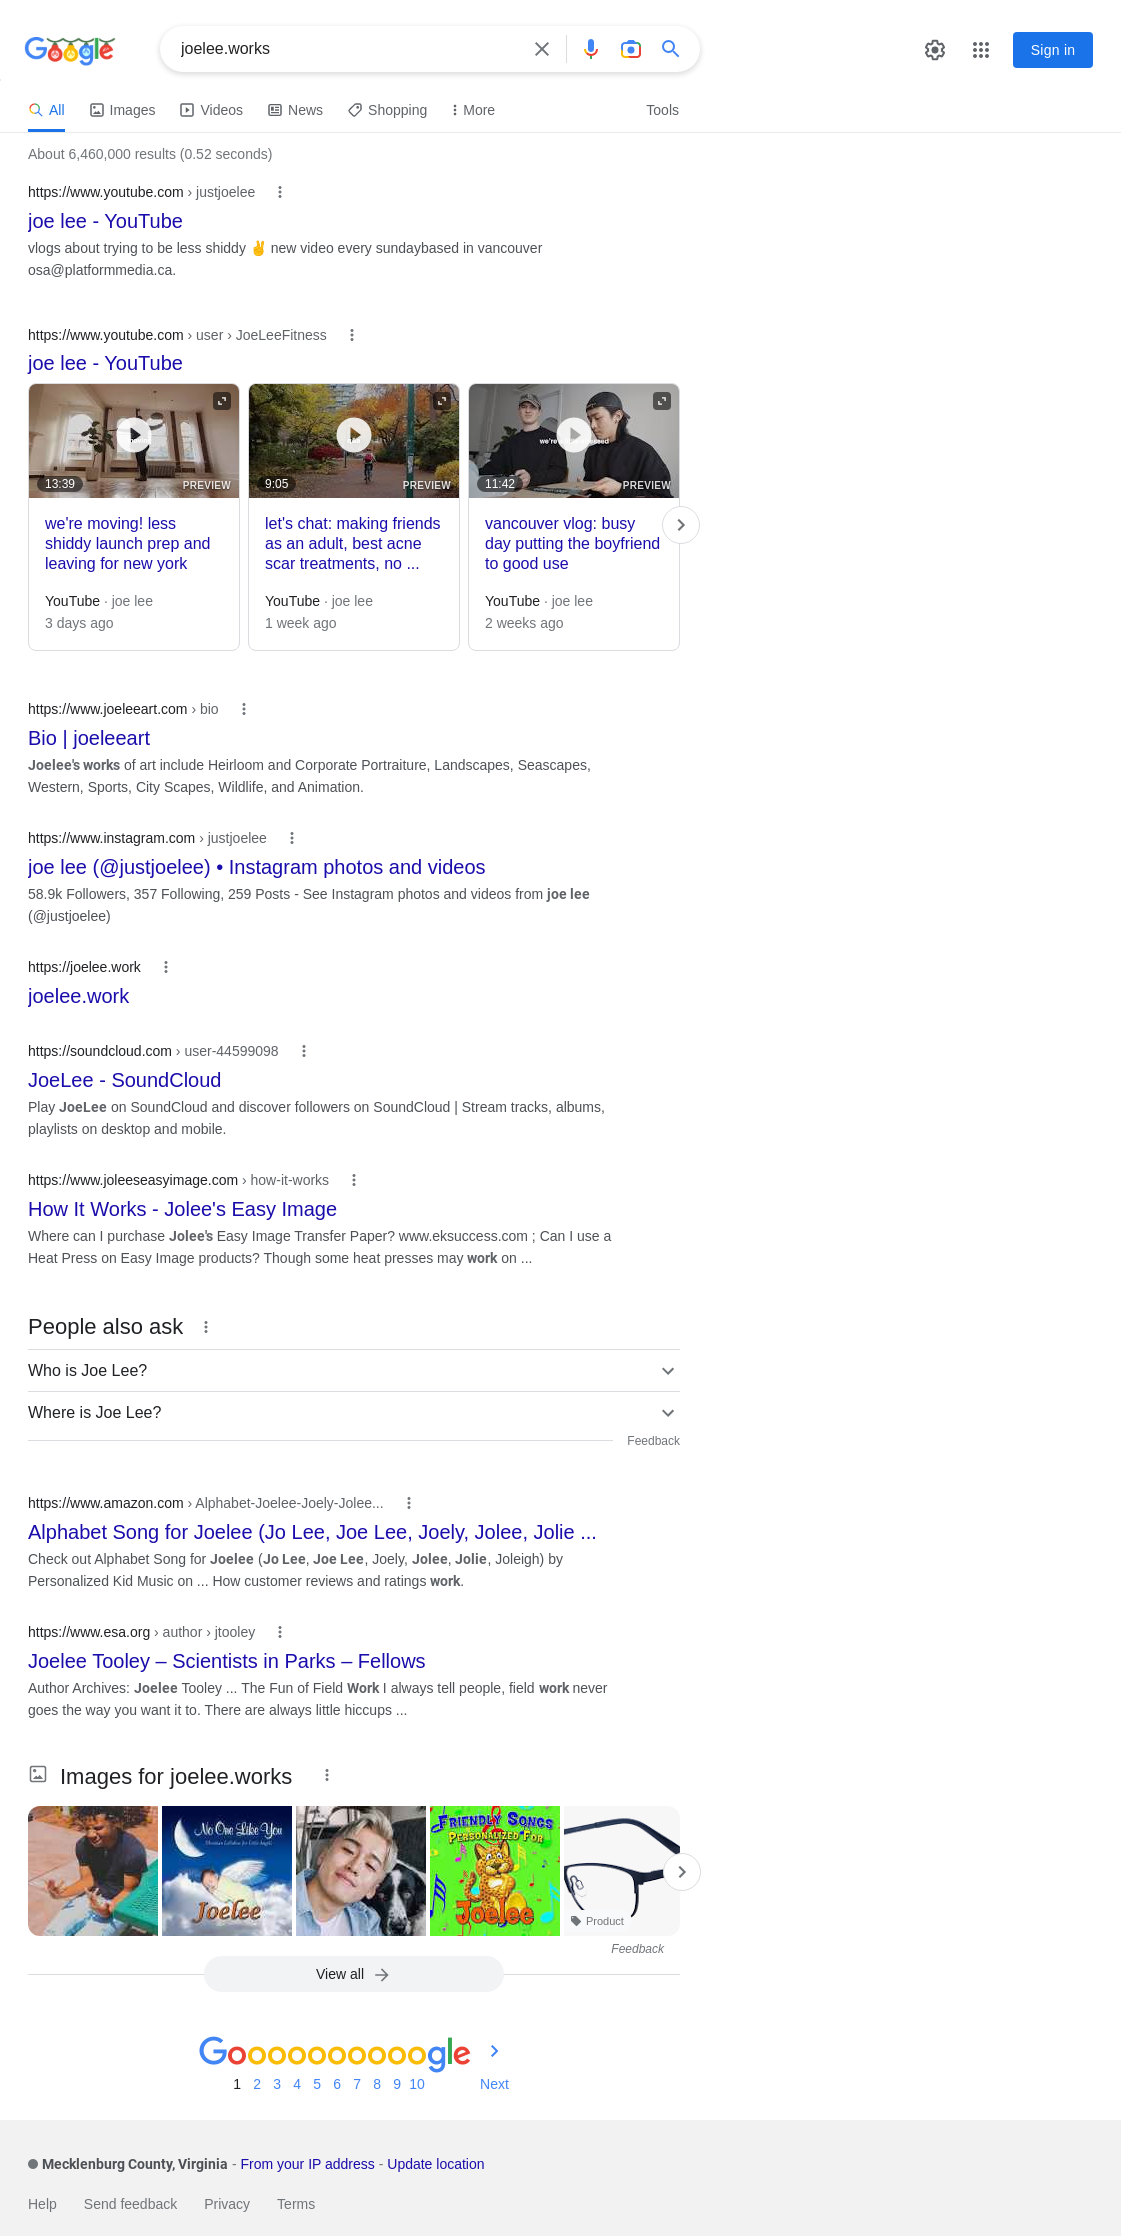 Google
joelee.works
Sign in
All
Images
Videos
News
Shopping
More
Tools
About 6,460,000 results (0.52 seconds)
https://www.youtube.com › justjoelee
joe lee - YouTube
vlogs about trying to be less shiddy ✌️ new video every sundaybased in vancouver
osa@platformmedia.ca.
https://www.youtube.com › user › JoeLeeFitness
joe lee - YouTube
13:39
PREVIEW
we're moving! less
shiddy launch prep and
leaving for new york
YouTube · joe lee
3 days ago
9:05
PREVIEW
let's chat: making friends
as an adult, best acne
scar treatments, no ...
YouTube · joe lee
1 week ago
11:42
PREVIEW
vancouver vlog: busy
day putting the boyfriend
to good use
YouTube · joe lee
2 weeks ago
https://www.joeleeart.com › bio
Bio | joeleeart
Joelee's works of art include Heirloom and Corporate Portraiture, Landscapes, Seascapes,
Western, Sports, City Scapes, Wildlife, and Animation.
https://www.instagram.com › justjoelee
joe lee (@justjoelee) • Instagram photos and videos
58.9k Followers, 357 Following, 259 Posts - See Instagram photos and videos from joe lee
(@justjoelee)
https://joelee.work
joelee.work
https://soundcloud.com › user-44599098
JoeLee - SoundCloud
Play JoeLee on SoundCloud and discover followers on SoundCloud | Stream tracks, albums,
playlists on desktop and mobile.
https://www.joleeseasyimage.com › how-it-works
How It Works - Jolee's Easy Image
Where can I purchase Jolee's Easy Image Transfer Paper? www.eksuccess.com ; Can I use a
Heat Press on Easy Image products? Though some heat presses may work on ...
People also ask
Who is Joe Lee?
Where is Joe Lee?
Feedback
https://www.amazon.com › Alphabet-Joelee-Joely-Jolee...
Alphabet Song for Joelee (Jo Lee, Joe Lee, Joely, Jolee, Jolie ...
Check out Alphabet Song for Joelee (Jo Lee, Joe Lee, Joely, Jolee, Jolie, Joleigh) by
Personalized Kid Music on ... How customer reviews and ratings work.
https://www.esa.org › author › jtooley
Joelee Tooley – Scientists in Parks – Fellows
Author Archives: Joelee Tooley ... The Fun of Field Work I always tell people, field work never
goes the way you want it to. There are always little hiccups ...
Images for joelee.works
No One Like You
Joelee
FRIENDLY SONGS
PERSONALIZED FOR
Joelee
Product
Feedback
View all
Goooooooooogle
1 2 3 4 5 6 7 8 9 10 Next
Mecklenburg County, Virginia - From your IP address - Update location
Help
Send feedback
Privacy
Terms